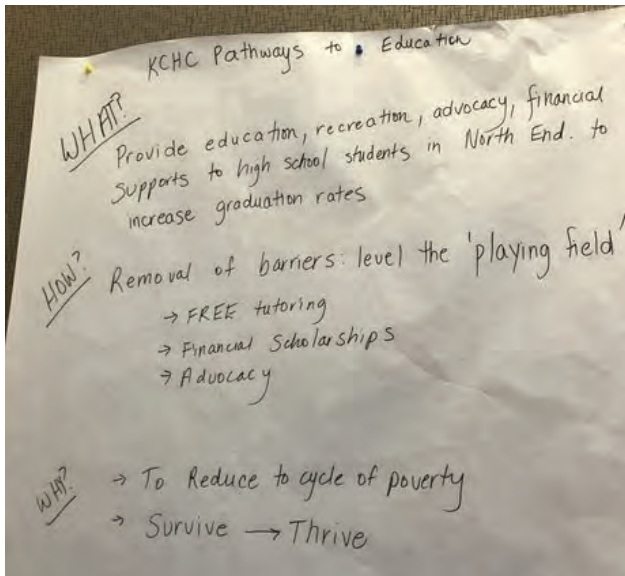 KCHC Pathways to Education
WHAT?
Provide education, recreation, advocacy, financial
supports to high school students in North End. to
increase graduation rates
HOW?
Removal of barriers: level the 'playing field'
→ FREE tutoring
→ Financial Scholarships
→ Advocacy
WHY?
→ To Reduce to cycle of poverty
→ Survive → Thrive